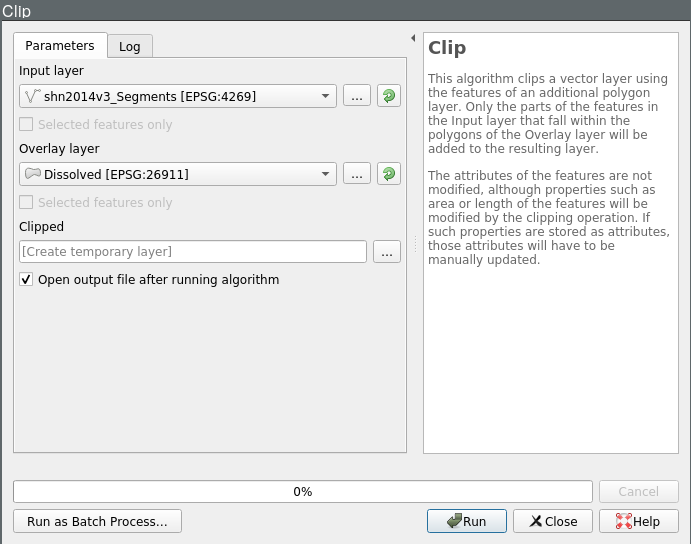 Clip
Parameters
Log
Input layer
shn2014v3_Segments [EPSG:4269]
...
Selected features only
Overlay layer
Dissolved [EPSG:26911]
...
Selected features only
Clipped
[Create temporary layer]
...
Open output file after running algorithm
Clip
This algorithm clips a vector layer using
the features of an additional polygon
layer. Only the parts of the features in
the Input layer that fall within the
polygons of the Overlay layer will be
added to the resulting layer.
The attributes of the features are not
modified, although properties such as
area or length of the features will be
modified by the clipping operation. If
such properties are stored as attributes,
those attributes will have to be
manually updated.
0%
Cancel
Run as Batch Process...
Run
Close
Help